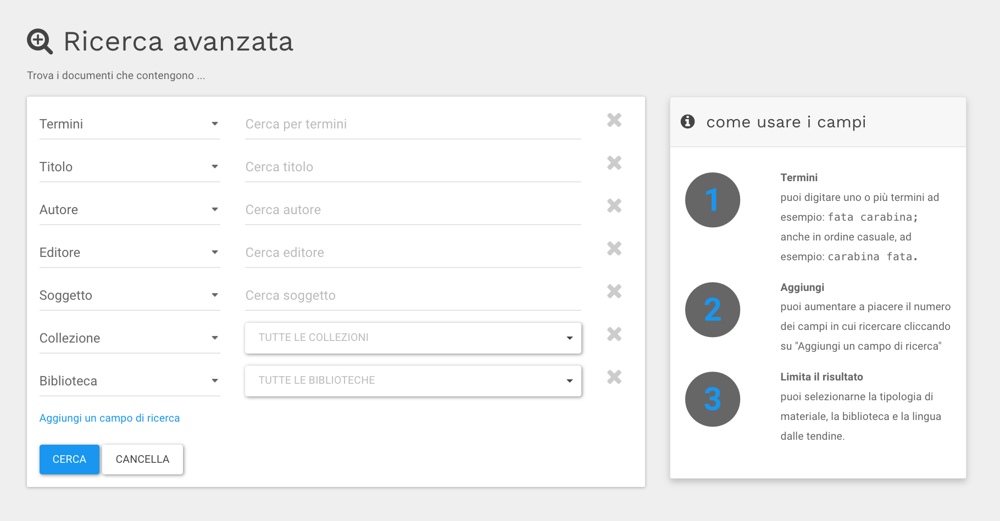 Ricerca avanzata
Trova i documenti che contengono ...
Termini
Cerca per termini
Titolo
Cerca titolo
Autore
Cerca autore
Editore
Cerca editore
Soggetto
Cerca soggetto
Collezione
TUTTE LE COLLEZIONI
Biblioteca
TUTTE LE BIBLIOTECHE
Aggiungi un campo di ricerca
CERCA
CANCELLA
come usare i campi
1
Termini
puoi digitare uno o più termini ad
esempio: fata carabina;
anche in ordine casuale, ad
esempio: carabina fata.
2
Aggiungi
puoi aumentare a piacere il numero
dei campi in cui ricercare cliccando
su "Aggiungi un campo di ricerca"
3
Limita il risultato
puoi selezionarne la tipologia di
materiale, la biblioteca e la lingua
dalle tendine.